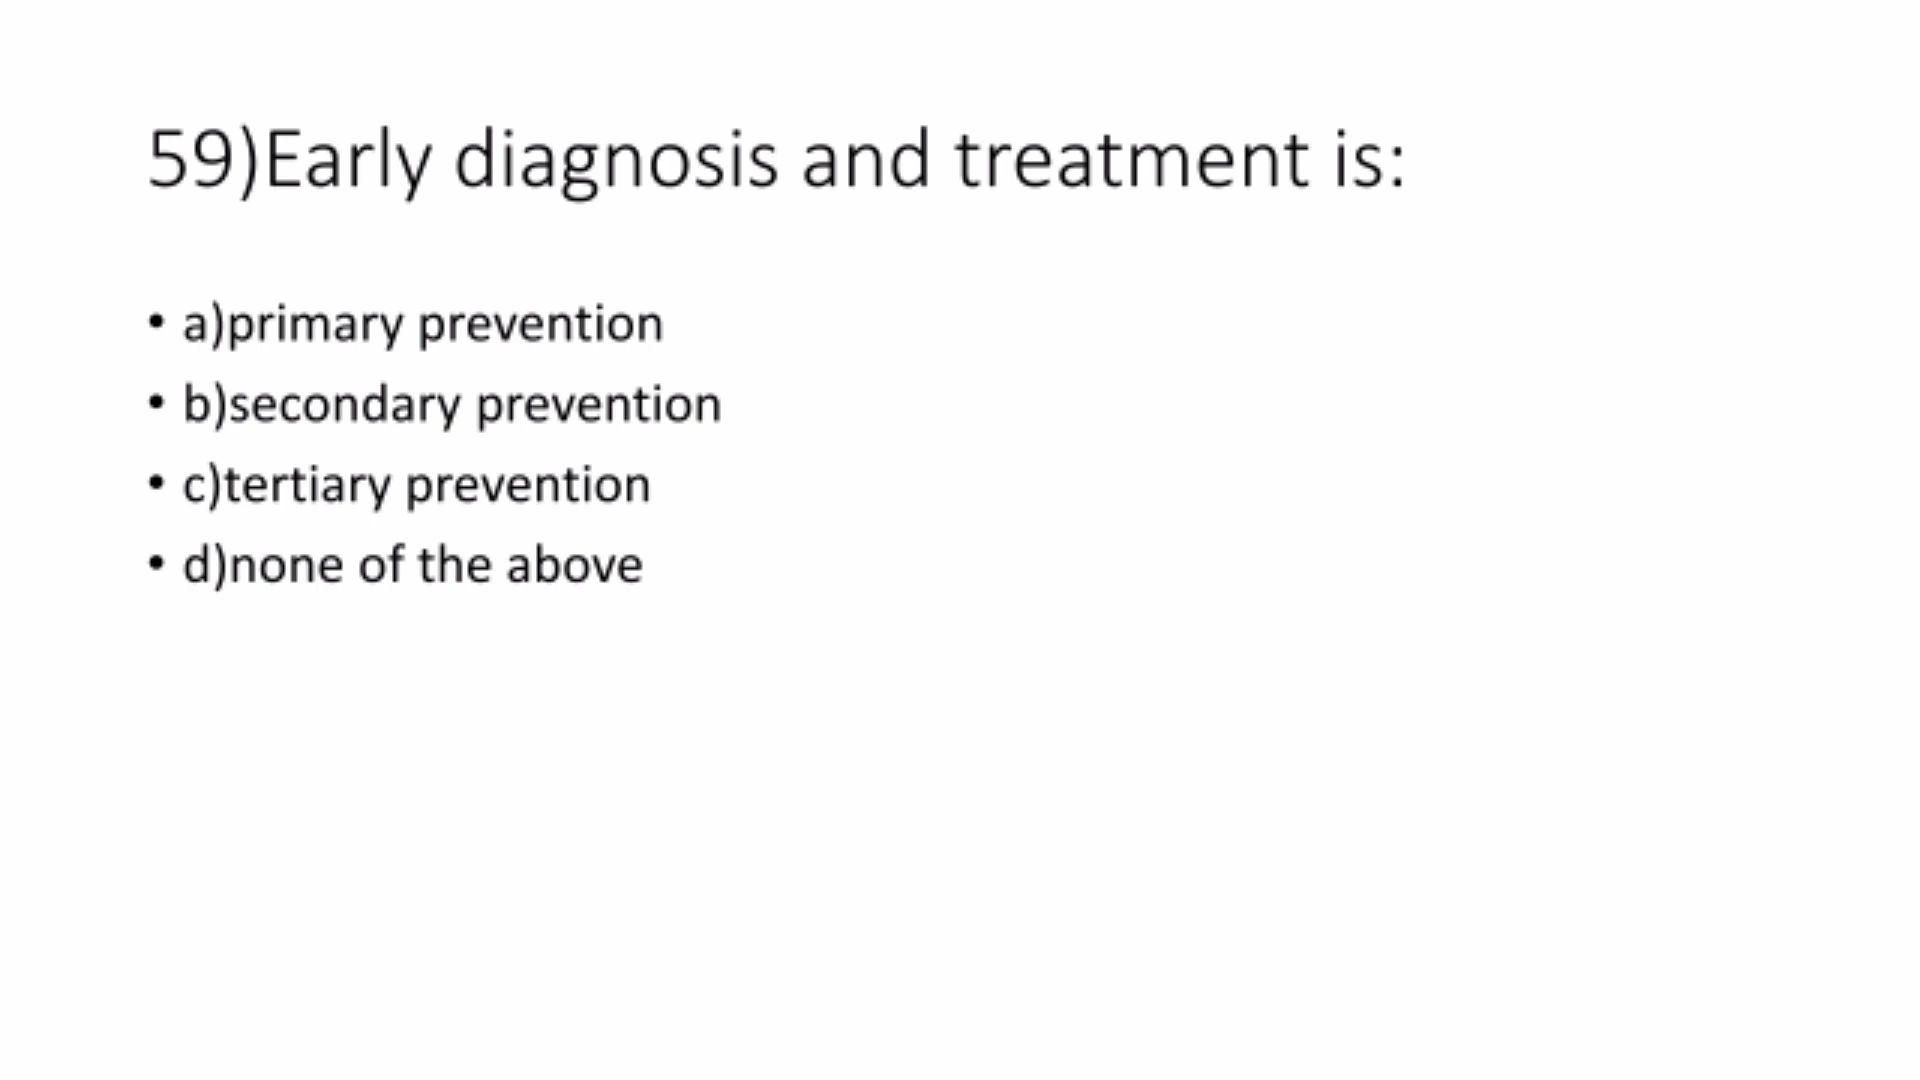 59)Early diagnosis and treatment is:
• a)primary prevention
• b)secondary prevention
• c)tertiary prevention
• d)none of the above